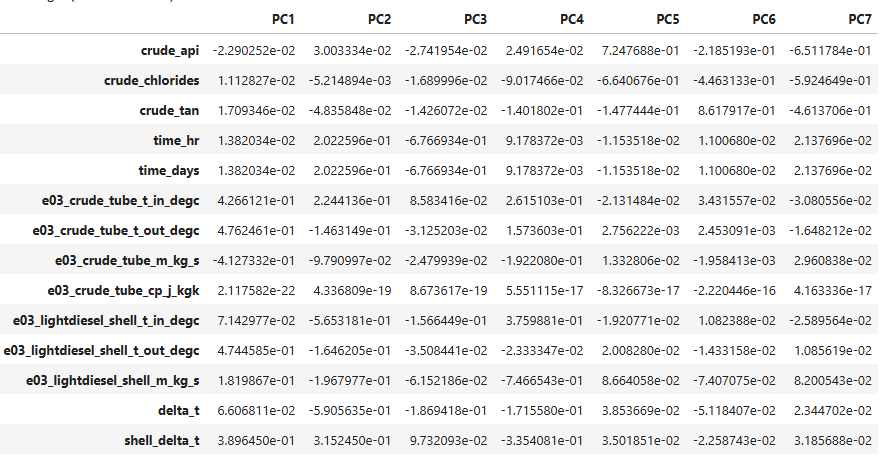 PC1 PC2 PC3 PC4 PC5 PC6 PC7
crude_api -2.290252e-02 3.003334e-02 -2.741954e-02 2.491654e-02 7.247688e-01 -2.185193e-01 -6.511784e-01
crude_chlorides 1.112827e-02 -5.214894e-03 -1.689996e-02 -9.017466e-02 -6.640676e-01 -4.463133e-01 -5.924649e-01
crude_tan 1.709346e-02 -4.835848e-02 -1.426072e-02 -1.401802e-01 -1.477444e-01 8.617917e-01 -4.613706e-01
time_hr 1.382034e-02 2.022596e-01 -6.766934e-01 9.178372e-03 -1.153518e-02 1.100680e-02 2.137696e-02
time_days 1.382034e-02 2.022596e-01 -6.766934e-01 9.178372e-03 -1.153518e-02 1.100680e-02 2.137696e-02
e03_crude_tube_t_in_degc 4.266121e-01 2.244136e-01 8.583416e-02 2.615103e-01 -2.131484e-02 3.431557e-02 -3.080556e-02
e03_crude_tube_t_out_degc 4.762461e-01 -1.463149e-01 -3.125203e-02 1.573603e-01 2.756222e-03 2.453091e-03 -1.648212e-02
e03_crude_tube_m_kg_s -4.127332e-01 -9.790997e-02 -2.479939e-02 -1.922080e-01 1.332806e-02 -1.958413e-03 2.960838e-02
e03_crude_tube_cp_j_kgk 2.117582e-22 4.336809e-19 8.673617e-19 5.551115e-17 -8.326673e-17 -2.220446e-16 4.163336e-17
e03_lightdiesel_shell_t_in_degc 7.142977e-02 -5.653181e-01 -1.566449e-01 3.759881e-01 -1.920771e-02 1.082388e-02 -2.589564e-02
e03_lightdiesel_shell_t_out_degc 4.744585e-01 -1.646205e-01 -3.508441e-02 -2.333347e-02 2.008280e-02 -1.433158e-02 1.085619e-02
e03_lightdiesel_shell_m_kg_s 1.819867e-01 -1.967977e-01 -6.152186e-02 -7.466543e-01 8.664058e-02 -7.407075e-02 8.200543e-02
delta_t 6.606811e-02 -5.905635e-01 -1.869418e-01 -1.715580e-01 3.853669e-02 -5.118407e-02 2.344702e-02
shell_delta_t 3.896450e-01 3.152450e-01 9.732093e-02 -3.354081e-01 3.501851e-02 -2.258743e-02 3.185688e-02